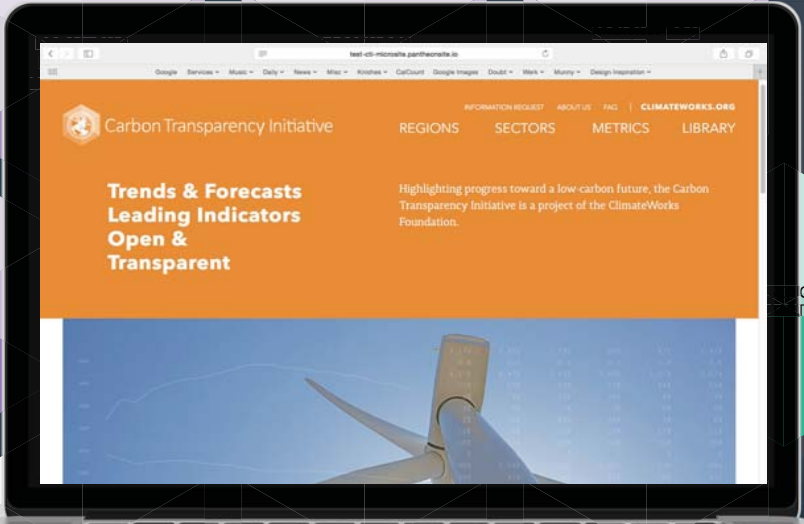 test-cti-microsite.pantheonsite.io
Google Services Music Daily News Misc Krishes CalCourt Google Images Doubt Werk Munny Design Inspiration
INFORMATION REQUEST ABOUT US FAQ | CLIMATEWORKS.ORG
Carbon Transparency Initiative
REGIONS SECTORS METRICS LIBRARY
Trends & Forecasts
Leading Indicators
Open &
Transparent
Highlighting progress toward a low-carbon future, the Carbon
Transparency Initiative is a project of the ClimateWorks
Foundation.